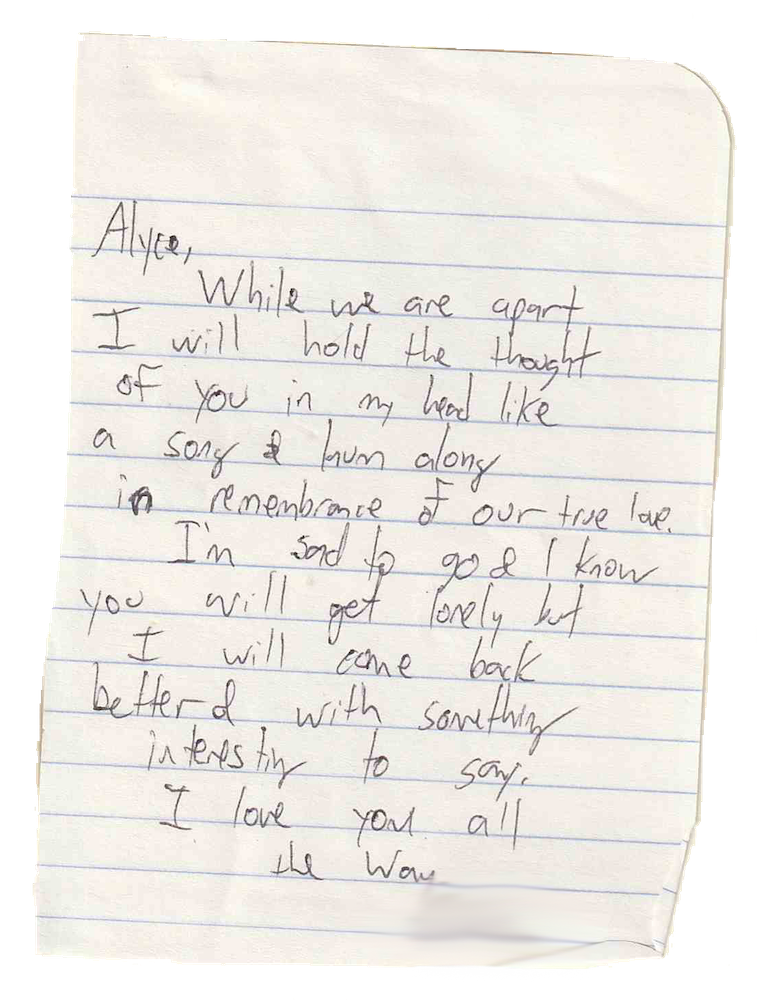 Alyce,
While we are apart
I will hold the thought
of you in my head like
a song & hum along
in remembrance of our true love.
I'm sad to go & I know
you will get lonely but
I will come back
better & with something
interesting to say.
I love you all
the way